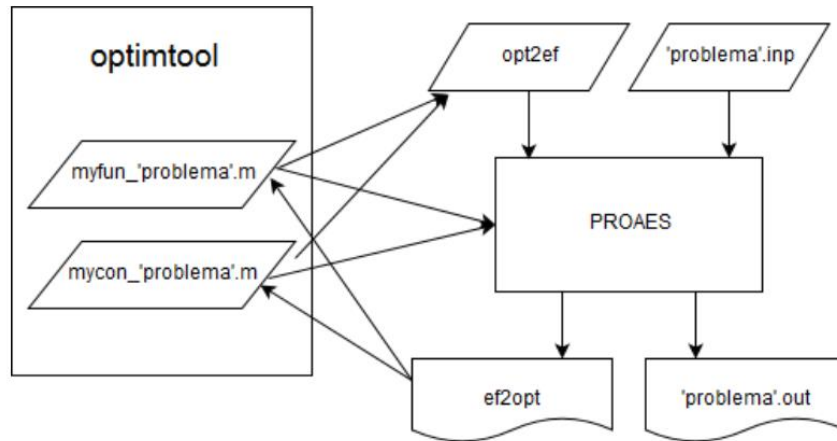 optimtool
opt2ef
'problema'.inp
myfun_'problema'.m
PROAES
mycon_'problema'.m
ef2opt
'problema'.out